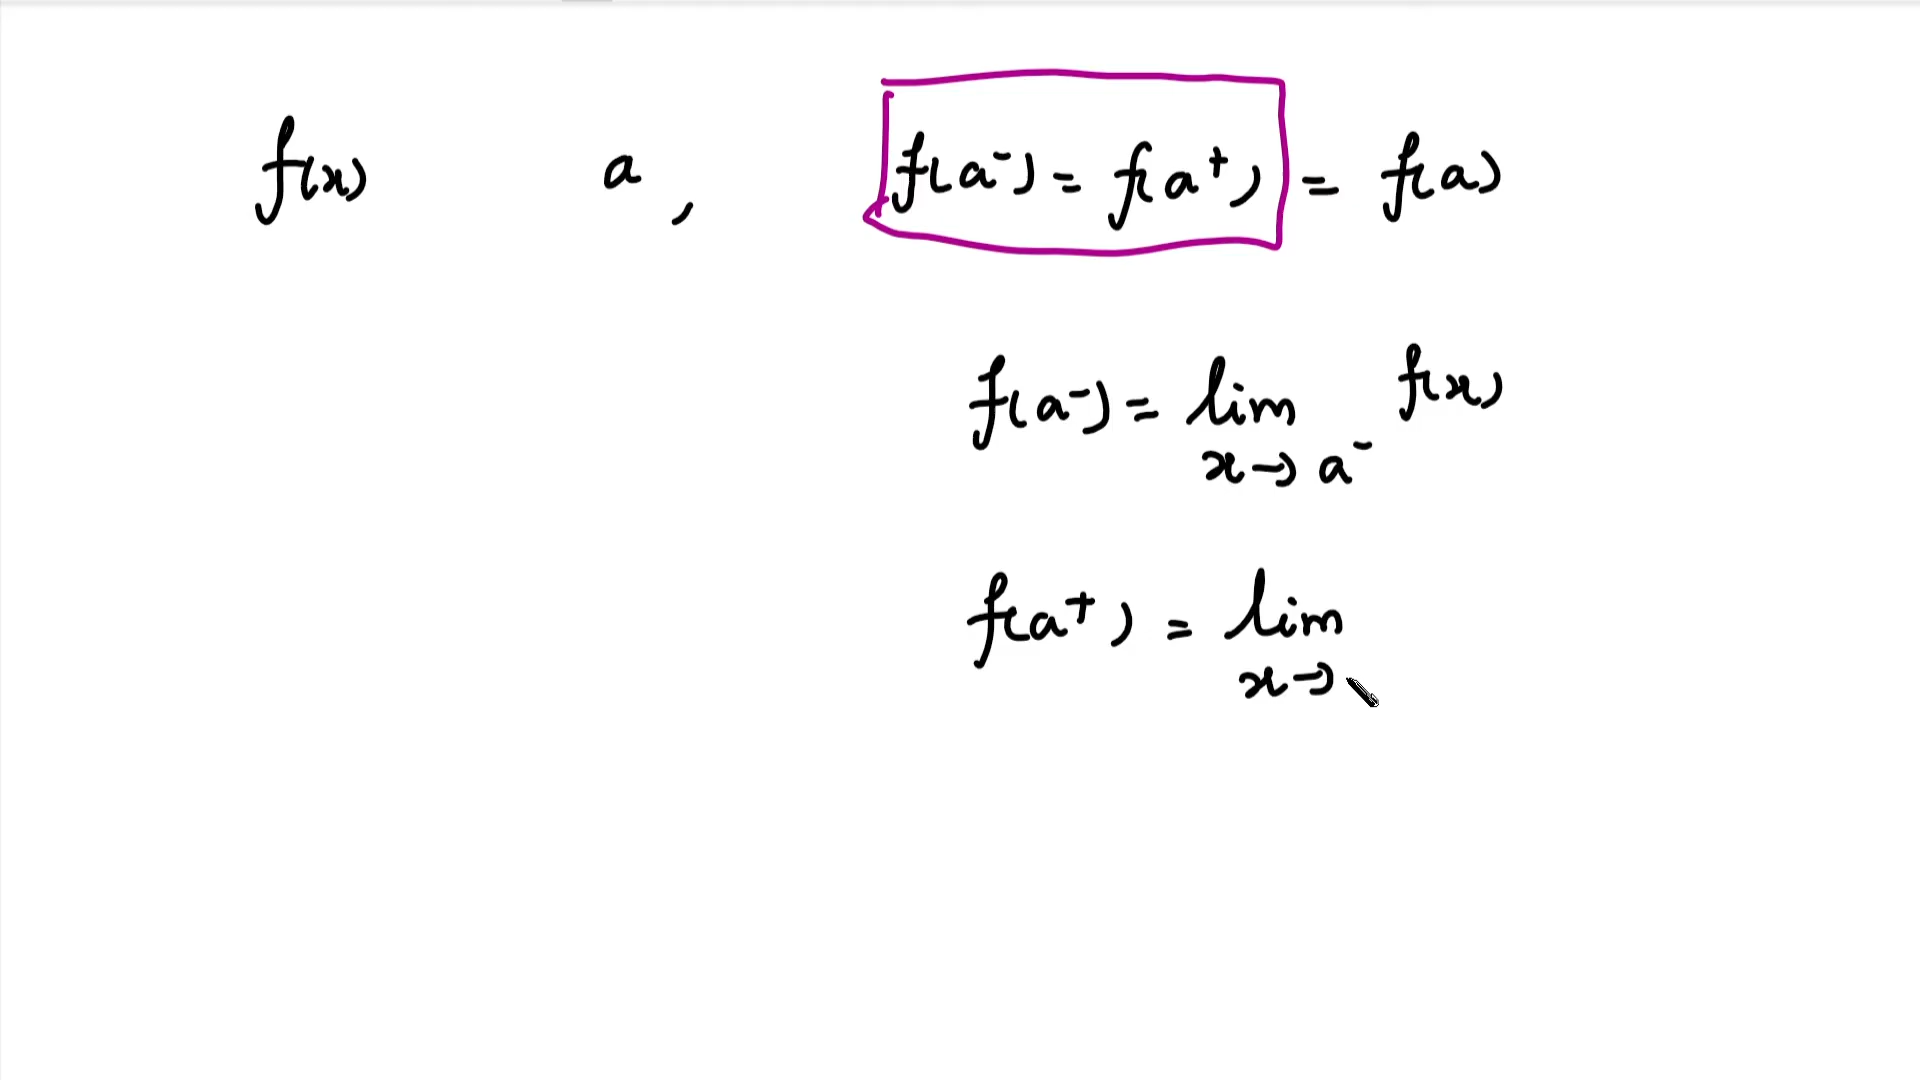 f(x) a, f(a⁻) = f(a⁺) = f(a)
f(a⁻) = lim f(x)
x → a⁻
f(a⁺) = lim
x →